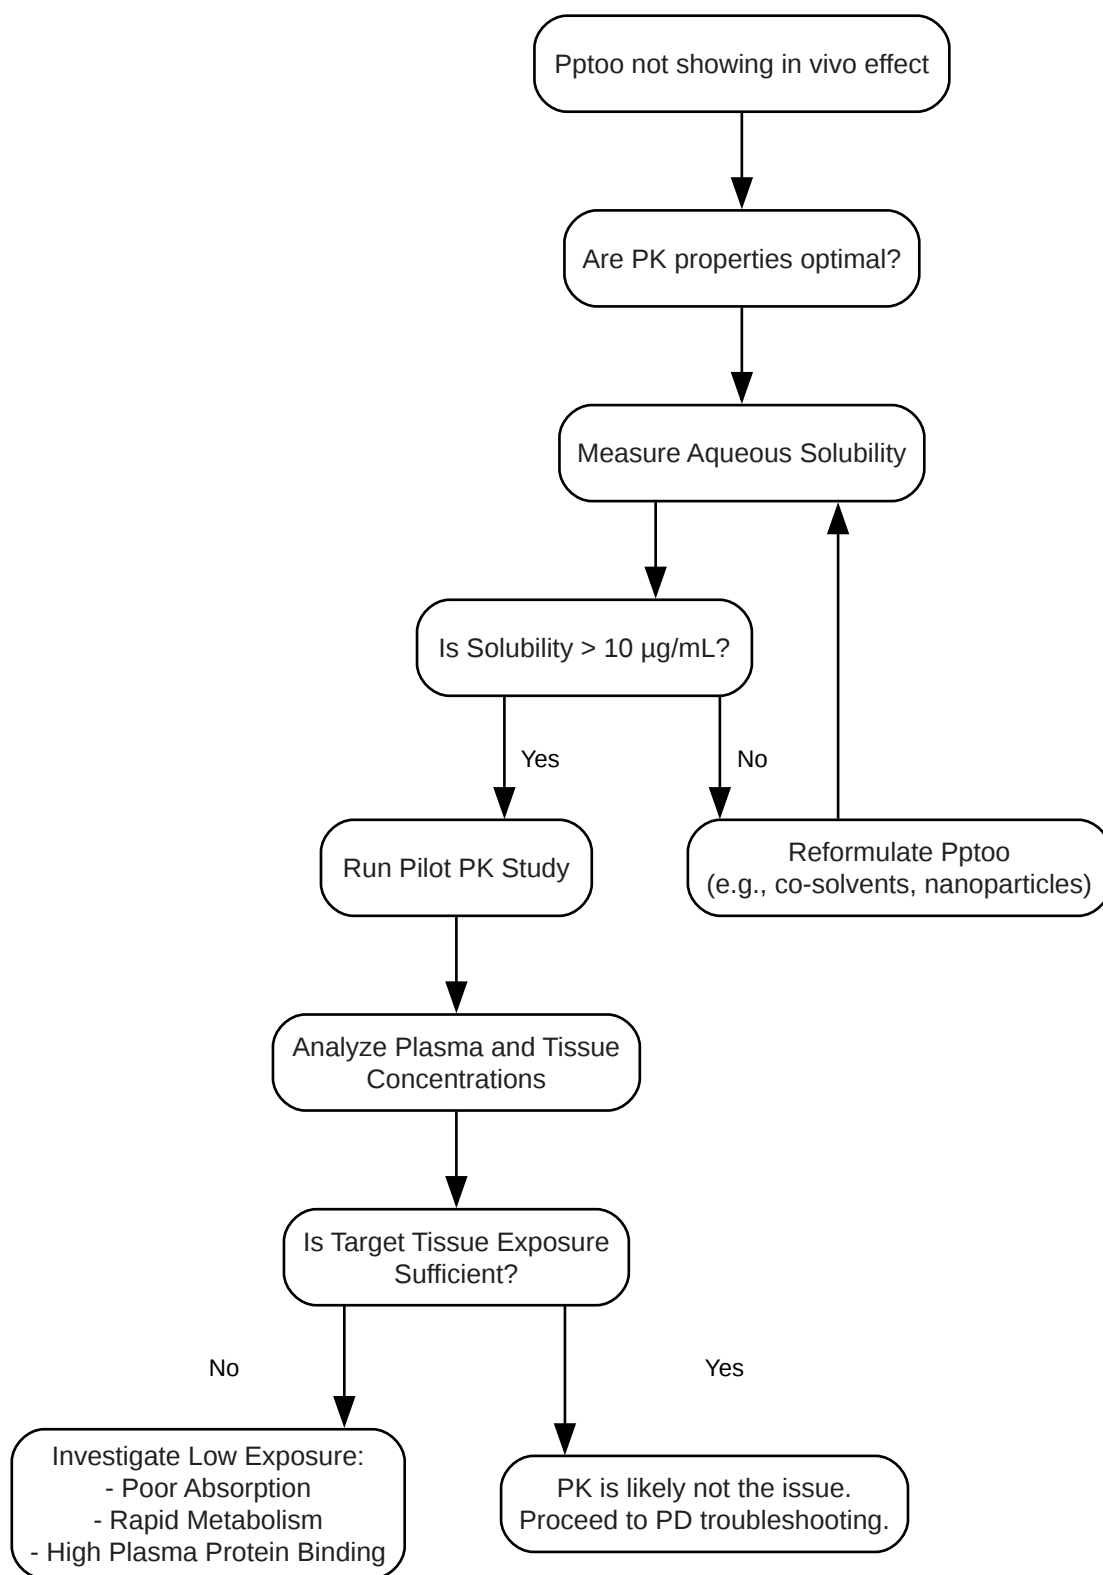 Pptoo not showing in vivo effect
Are PK properties optimal?
Measure Aqueous Solubility
Is Solubility > 10 µg/mL?
Yes
No
Run Pilot PK Study
Reformulate Pptoo
(e.g., co-solvents, nanoparticles)
Analyze Plasma and Tissue
Concentrations
Is Target Tissue Exposure
Sufficient?
No
Yes
Investigate Low Exposure:
- Poor Absorption
- Rapid Metabolism
- High Plasma Protein Binding
PK is likely not the issue.
Proceed to PD troubleshooting.